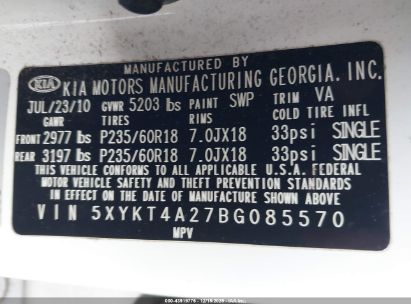 MANUFACTURED BY
KIA KIA MOTORS MANUFACTURING GEORGIA, INC.
JUL/23/10 GVWR 5203 lbs PAINT SWP TRIM VA
GAWR TIRES RIMS COLD TIRE INFL
FRONT 2977 lbs P235/60R18 7.0JX18 33psi SINGLE
REAR 3197 lbs P235/60R18 7.0JX18 33psi SINGLE
THIS VEHICLE CONFORMS TO ALL APPLICABLE U.S.A. FEDERAL
MOTOR VEHICLE SAFETY AND THEFT PREVENTION STANDARDS
IN EFFECT ON THE DATE OF MANUFACTURE SHOWN ABOVE
VIN 5XYKT4A27BG085570
MPV